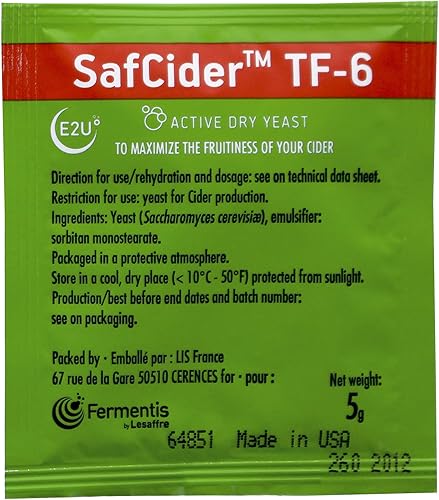 SafCider™ TF-6
E2U™
ACTIVE DRY YEAST
TO MAXIMIZE THE FRUITINESS OF YOUR CIDER
Direction for use/rehydration and dosage: see on technical data sheet.
Restriction for use: yeast for Cider production.
Ingredients: Yeast (Saccharomyces cerevisiæ), emulsifier:
sorbitan monostearate.
Packaged in a protective atmosphere.
Store in a cool, dry place (< 10°C - 50°F) protected from sunlight.
Production/best before end dates and batch number:
see on packaging.
Packed by · Emballé par : LIS France
67 rue de la Gare 50510 CERENCES for · pour :
Net weight:
5g
Fermentis
by Lesaffre
64851 Made in USA
260 2012